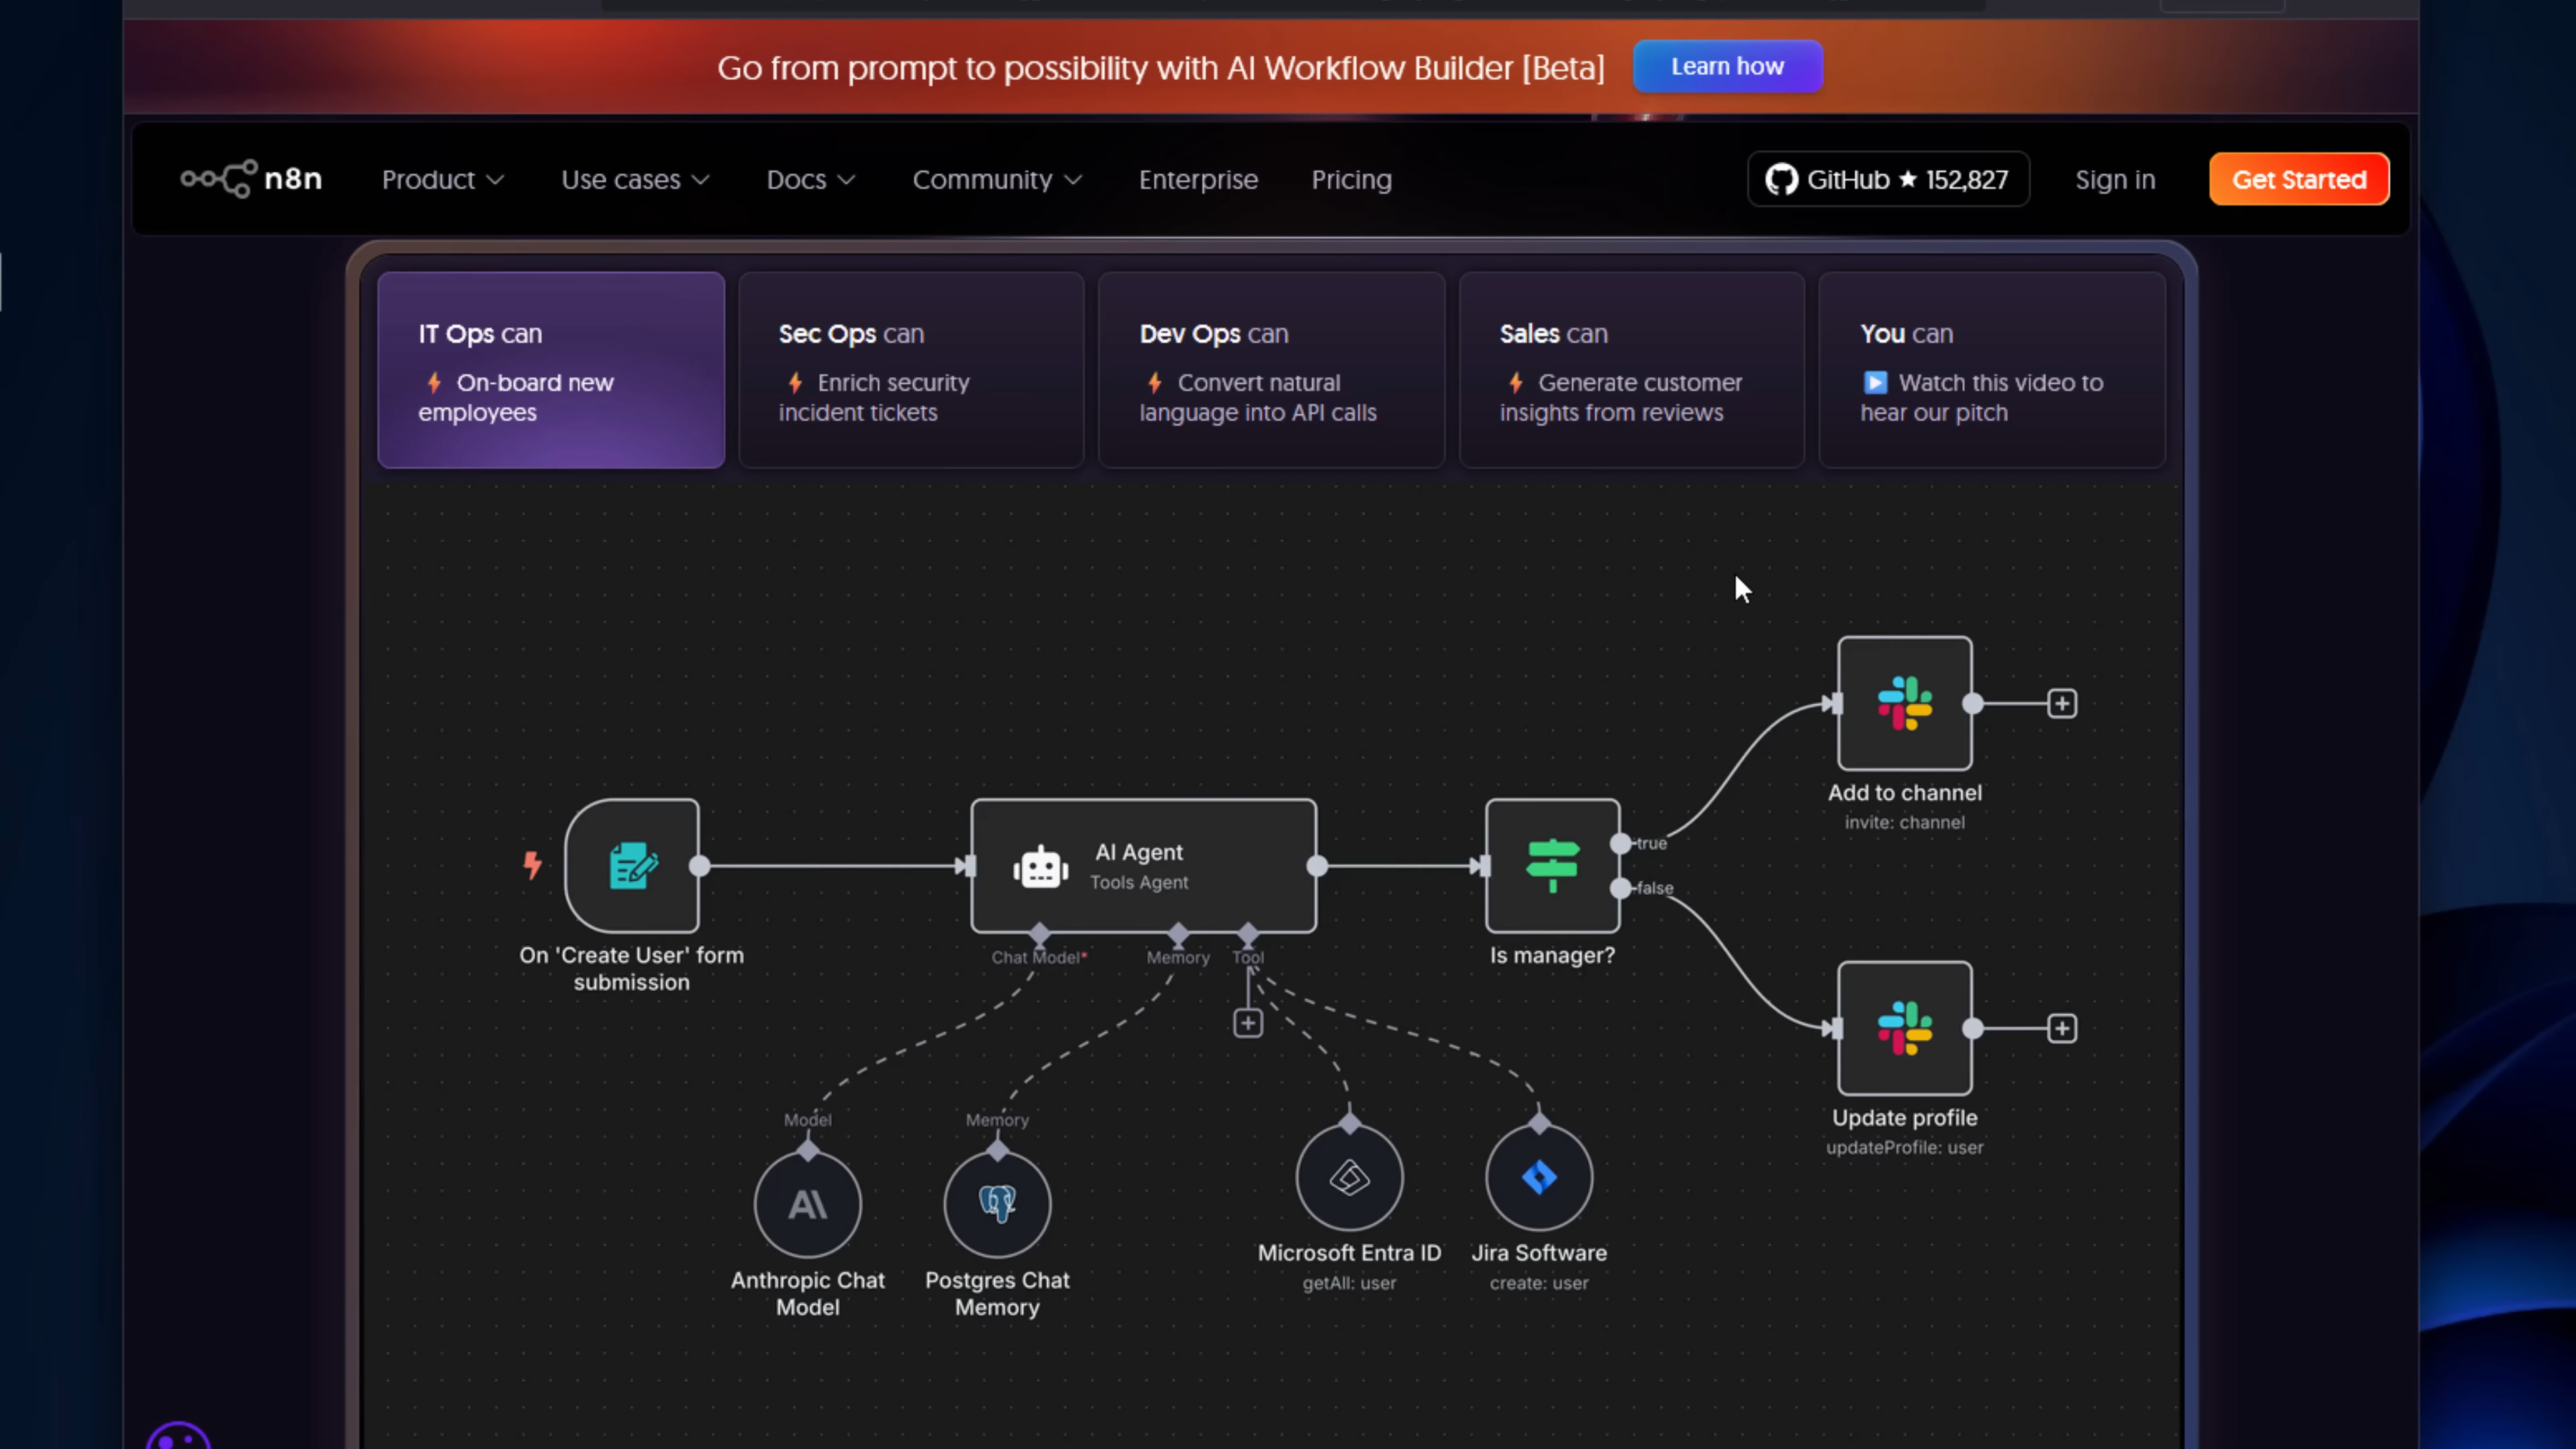 Go from prompt to possibility with AI Workflow Builder [Beta]
Learn how
n8n
Product
Use cases
Docs
Community
Enterprise
Pricing
GitHub ★ 152,827
Sign in
Get Started
IT Ops can
On-board new
employees
Sec Ops can
Enrich security
incident tickets
Dev Ops can
Convert natural
language into API calls
Sales can
Generate customer
insights from reviews
You can
Watch this video to
hear our pitch
On 'Create User' form
submission
AI Agent
Tools Agent
Chat Model*
Memory
Tool
Is manager?
true
false
Add to channel
invite: channel
Update profile
updateProfile: user
Model
Memory
Anthropic Chat
Model
Postgres Chat
Memory
Microsoft Entra ID
getAll: user
Jira Software
create: user